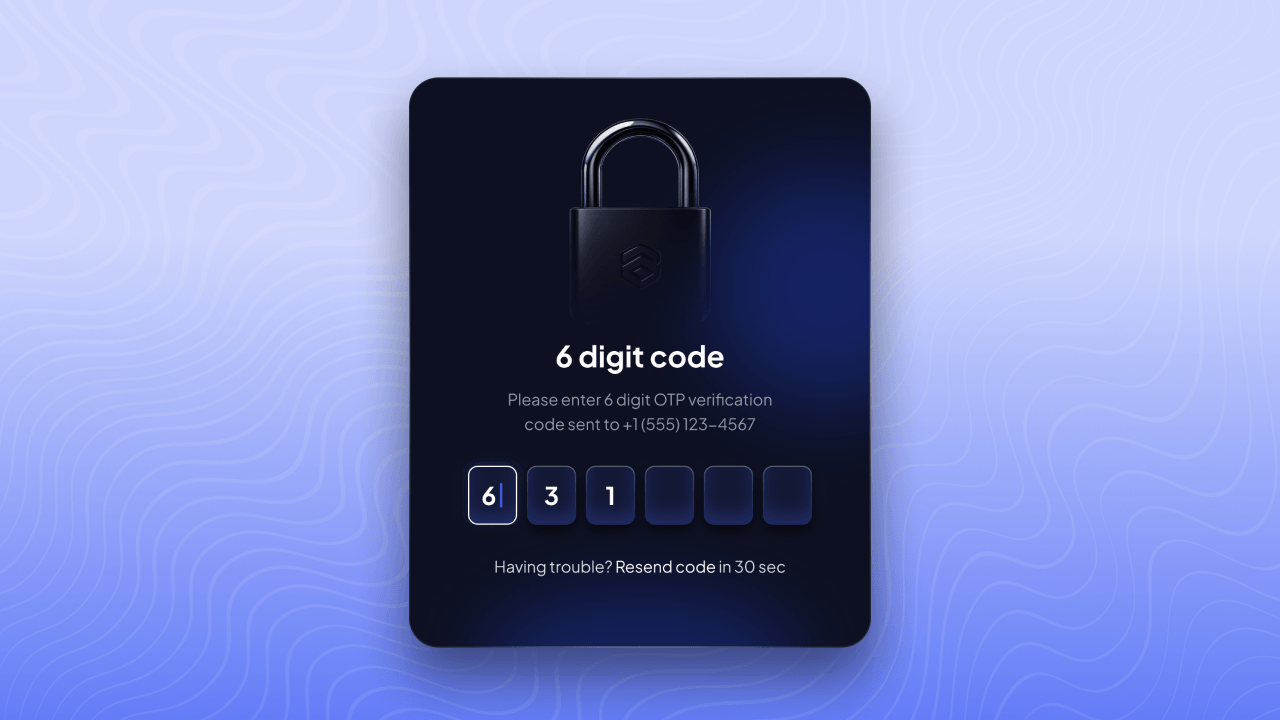 6 digit code
Please enter 6 digit OTP verification
code sent to +1 (555) 123–4567
6 3 1
Having trouble? Resend code in 30 sec